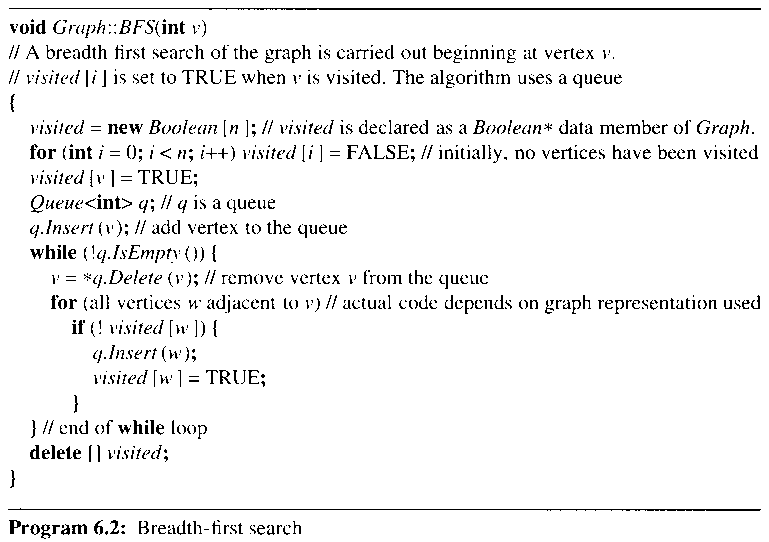 void Graph::BFS(int v)
// A breadth first search of the graph is carried out beginning at vertex v.
// visited [i ] is set to TRUE when v is visited. The algorithm uses a queue
{
visited = new Boolean [n ]; // visited is declared as a Boolean* data member of Graph.
for (int i = 0; i < n; i++) visited [i ] = FALSE; // initially, no vertices have been visited
visited [v ] = TRUE;
Queue<int> q; // q is a queue
q.Insert (v); // add vertex to the queue
while (!q.IsEmpty ()) {
v = *q.Delete (v); // remove vertex v from the queue
for (all vertices w adjacent to v) // actual code depends on graph representation used
if (! visited [w ]) {
q.Insert (w);
visited [w ] = TRUE;
}
} // end of while loop
delete [] visited;
}
Program 6.2: Breadth-first search